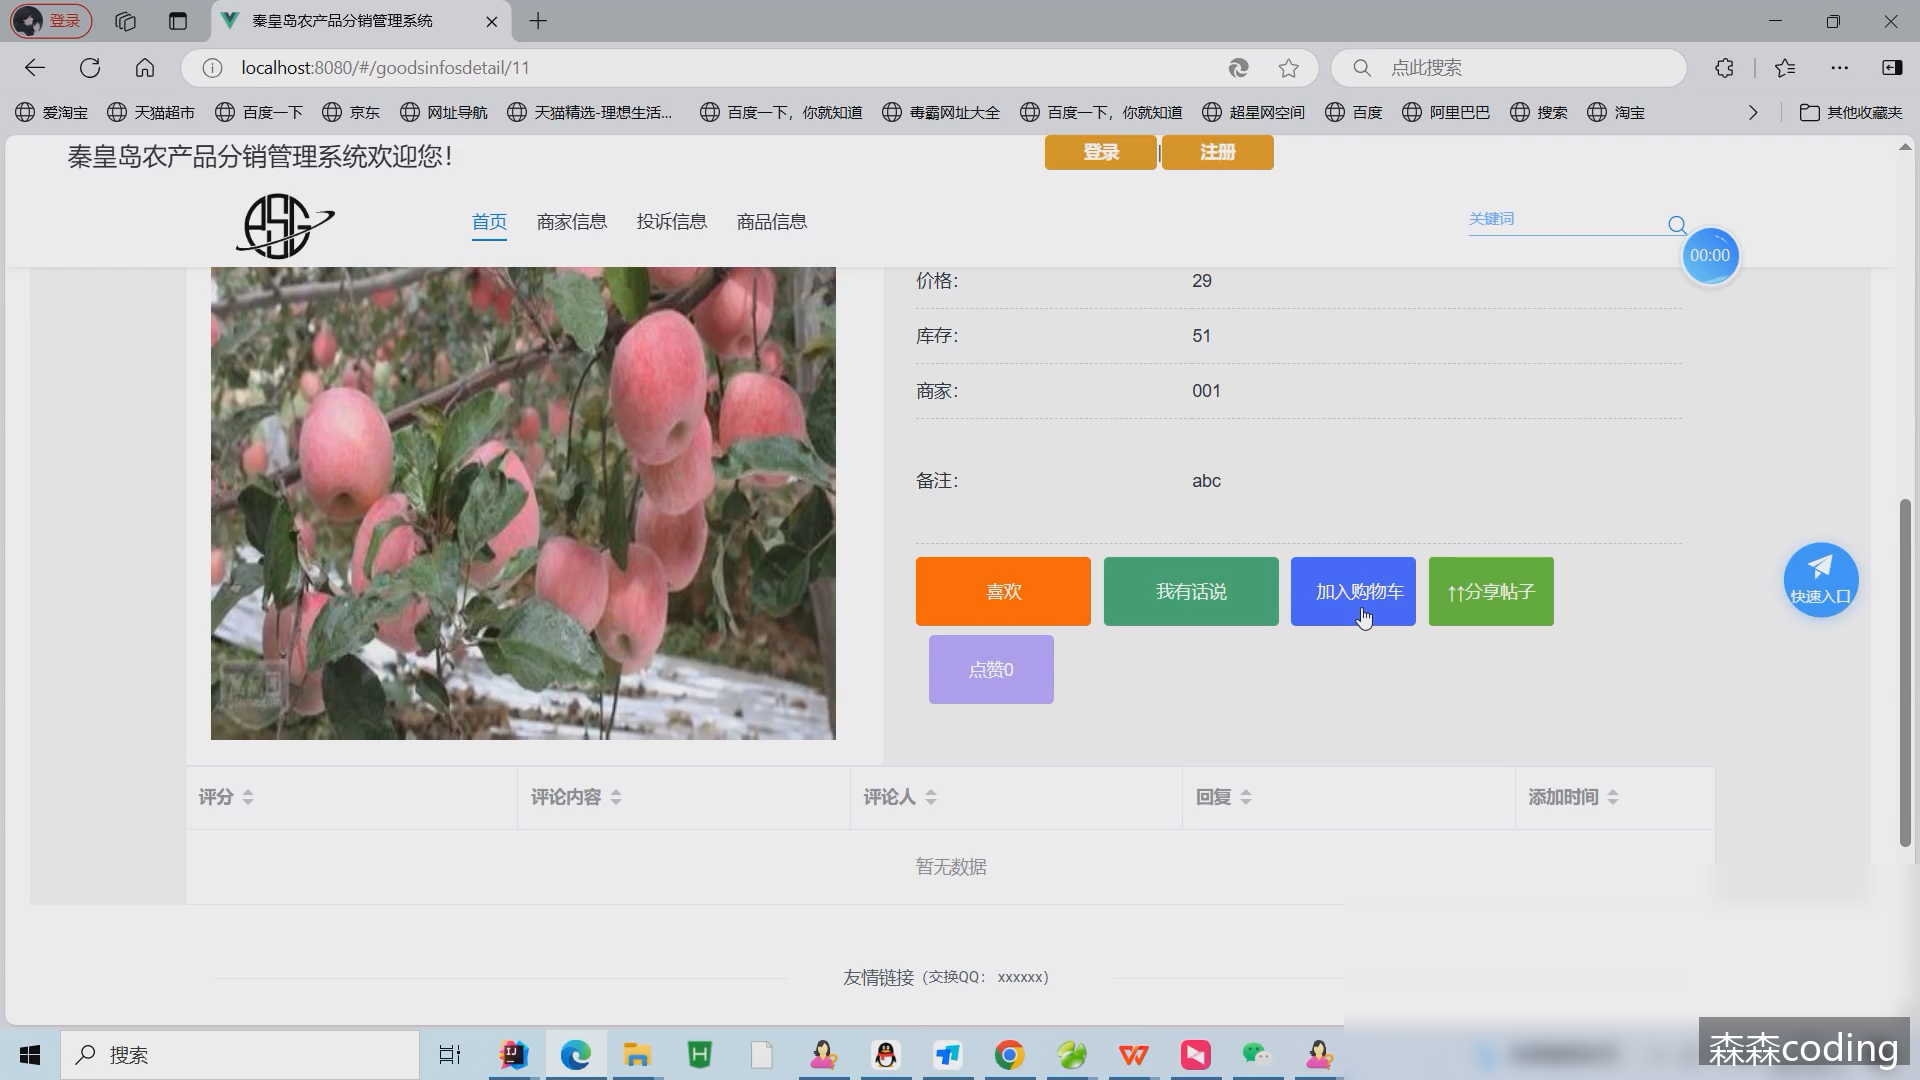 登录
秦皇岛农产品分销管理系统
localhost:8080/#/goodsinfosdetail/11
点此搜索
爱淘宝
天猫超市
百度一下
京东
网址导航
天猫精选-理想生活...
百度一下，你就知道
毒霸网址大全
百度一下，你就知道
超星网空间
百度
阿里巴巴
搜索
淘宝
其他收藏夹
秦皇岛农产品分销管理系统欢迎您！
登录 | 注册
首页
商家信息
投诉信息
商品信息
关键词
00:00
价格： 29
库存： 51
商家： 001
备注： abc
喜欢
我有话说
加入购物车
↑↑分享帖子
点赞0
快速入口
评分
评论内容
评论人
回复
添加时间
暂无数据
友情链接（交换QQ： xxxxxx）
搜索
森森coding